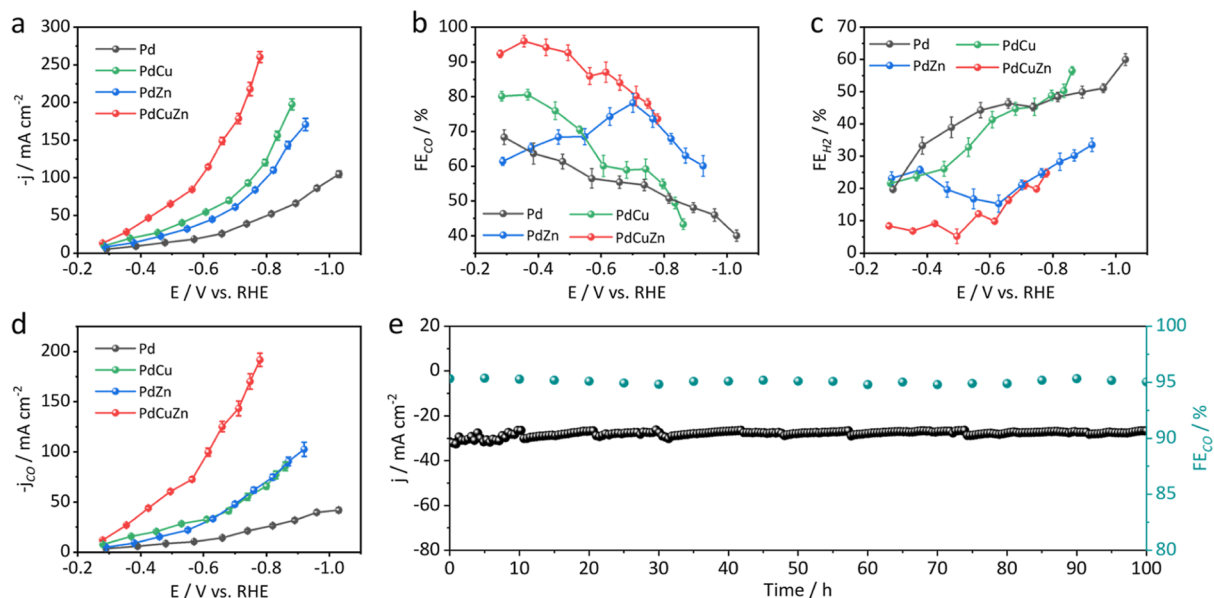 a
300
250
200
150
100
50
0
-j / mA cm-2
Pd
PdCu
PdZn
PdCuZn
-0.2 -0.4 -0.6 -0.8 -1.0
E / V vs. RHE
b
100
90
80
70
60
50
40
FECO / %
Pd PdCu
PdZn PdCuZn
-0.2 -0.4 -0.6 -0.8 -1.0
E / V vs. RHE
c
70
60
50
40
30
20
10
0
FEH2 / %
Pd PdCu
PdZn PdCuZn
-0.2 -0.4 -0.6 -0.8 -1.0
E / V vs. RHE
d
200
150
100
50
0
-jCO / mA cm-2
Pd
PdCu
PdZn
PdCuZn
-0.2 -0.4 -0.6 -0.8 -1.0
E / V vs. RHE
e
20
0
-20
-40
-60
-80
j / mA cm-2
0 10 20 30 40 50 60 70 80 90 100
Time / h
100
95
90
85
80
FECO / %